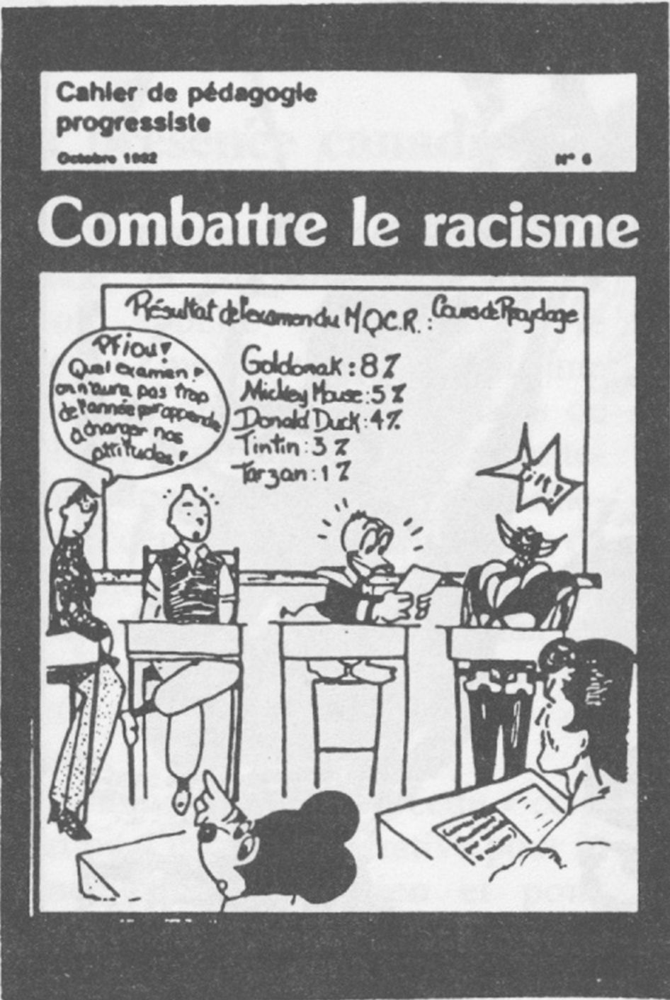 Cahier de pédagogie
progressiste
Octobre 1982
N° 6
Combattre le racisme
Résultat de l'examen du M.Q.C.R. : Cours de Recyclage
Pfiou!
Quel examen!
on n'aura pas trop
de l'année pour apprendre
à changer nos
attitudes!
Goldorak : 8 %
Mickey Mouse : 5 %
Donald Duck : 4 %
Tintin : 3 %
Tarzan : 1 %